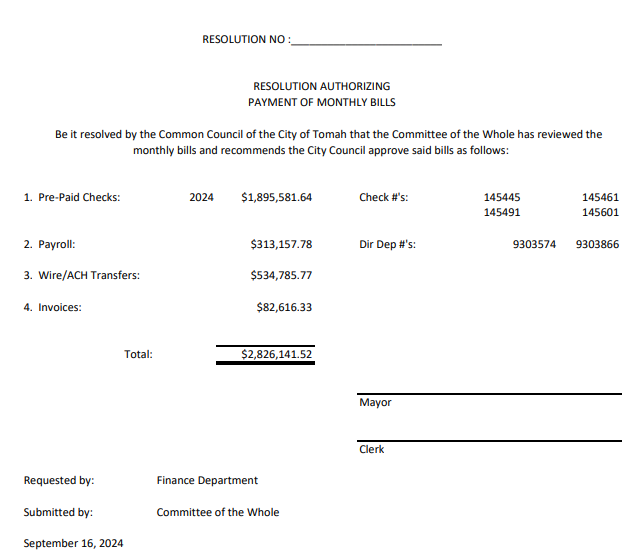 RESOLUTION NO :_________________________
RESOLUTION AUTHORIZING
PAYMENT OF MONTHLY BILLS
Be it resolved by the Common Council of the City of Tomah that the Committee of the Whole has reviewed the
monthly bills and recommends the City Council approve said bills as follows:
1. Pre-Paid Checks: 2024 $1,895,581.64 Check #'s: 145445 145461
145491 145601
2. Payroll: $313,157.78 Dir Dep #'s: 9303574 9303866
3. Wire/ACH Transfers: $534,785.77
4. Invoices: $82,616.33
Total: $2,826,141.52
Mayor
Clerk
Requested by: Finance Department
Submitted by: Committee of the Whole
September 16, 2024